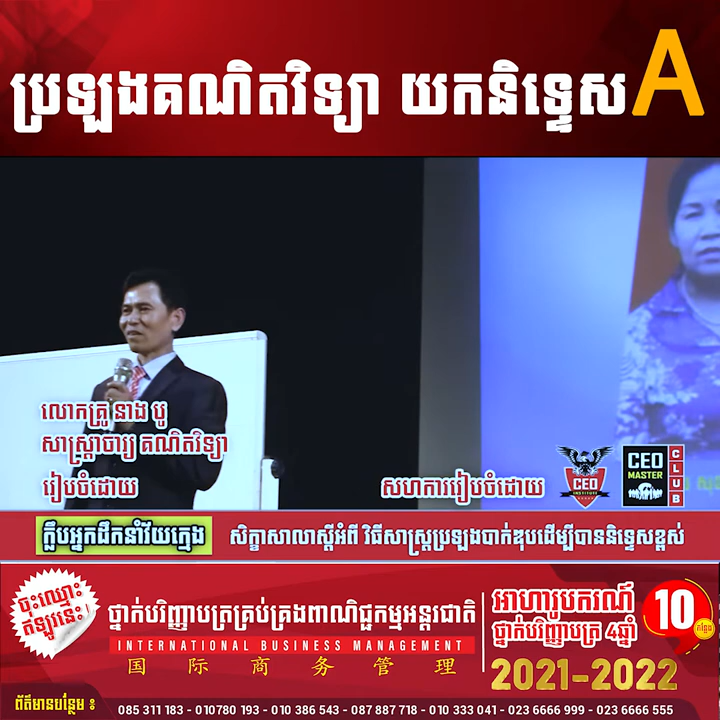 ប្រឡងគណិតវិទ្យា យកនិទ្ទេស A
លោកគ្រូ នាង បូ
សាស្ត្រាចារ្យ គណិតវិទ្យា
រៀបចំដោយ
សហការរៀបចំដោយ
CEO
INSTITUTE
CEO
MASTER
CLUB
ក្លឹបអ្នកដឹកនាំវ័យក្មេង
សិក្ខាសាលាស្តីអំពី វិធីសាស្ត្រប្រឡងបាក់ឌុបដើម្បីបាននិទ្ទេសខ្ពស់
ចុះឈ្មោះ
ឥឡូវនេះ!
ថ្នាក់បរិញ្ញាបត្រគ្រប់គ្រងពាណិជ្ជកម្មអន្តរជាតិ
INTERNATIONAL BUSINESS MANAGEMENT
国际商务管理
អាហារូបករណ៍
ថ្នាក់បរិញ្ញាបត្រ 4ឆ្នាំ
2021-2022
10
កន្លែង
ព័ត៌មានបន្ថែម ៖
085 311 183 - 010780 193 - 010 386 543 - 087 887 718 - 010 333 041 - 023 6666 999 - 023 6666 555